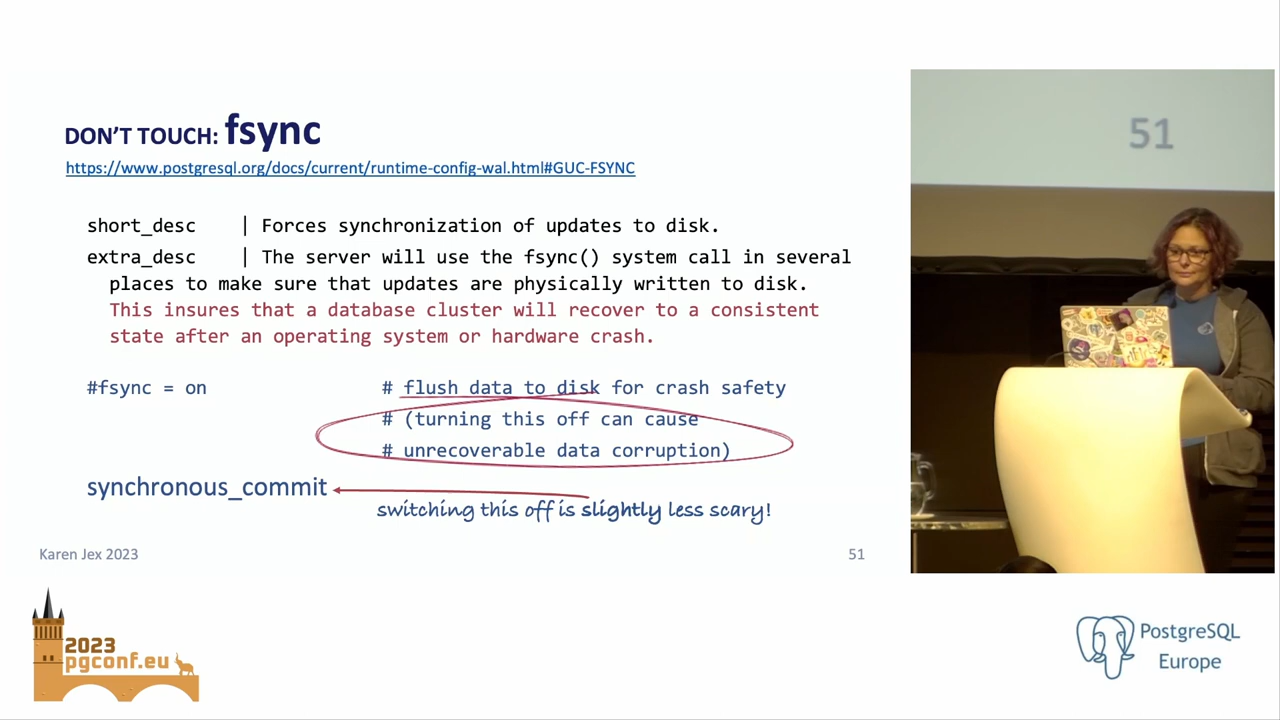 DON'T TOUCH: fsync
https://www.postgresql.org/docs/current/runtime-config-wal.html#GUC-FSYNC
short_desc | Forces synchronization of updates to disk.
extra_desc | The server will use the fsync() system call in several
places to make sure that updates are physically written to disk.
This insures that a database cluster will recover to a consistent
state after an operating system or hardware crash.
#fsync = on # flush data to disk for crash safety
# (turning this off can cause
# unrecoverable data corruption)
synchronous_commit
switching this off is slightly less scary!
Karen Jex 2023
51
51
2023
pgconf.eu
PostgreSQL
Europe